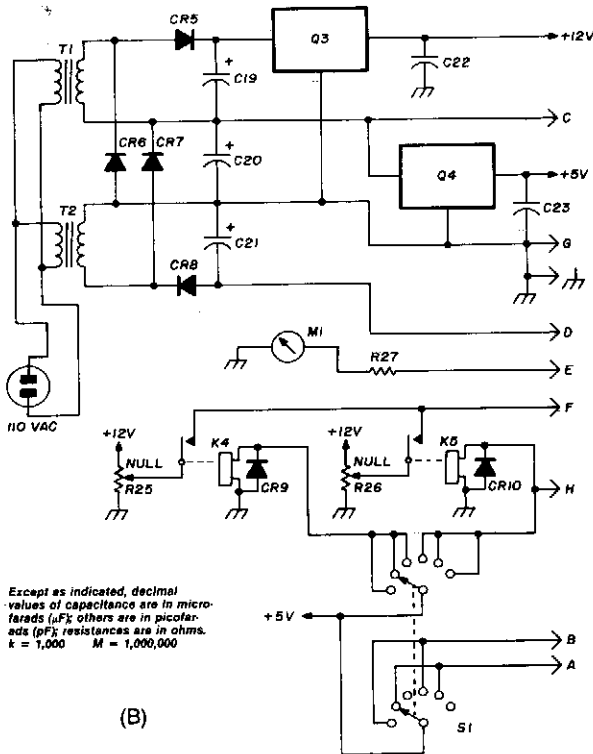 CR5
Q3
+12V
T1
+
C19
C22
C
CR6
CR7
+
C20
Q4
+5V
T2
+
C21
C23
G
CR8
D
M1
R27
E
110 VAC
F
+12V
NULL
R25
K4
CR9
+12V
NULL
R26
K5
CR10
H
Except as indicated, decimal
values of capacitance are in micro-
farads (µF); others are in picofar-
ads (pF); resistances are in ohms.
k = 1,000 M = 1,000,000
+5V
B
A
S1
(B)